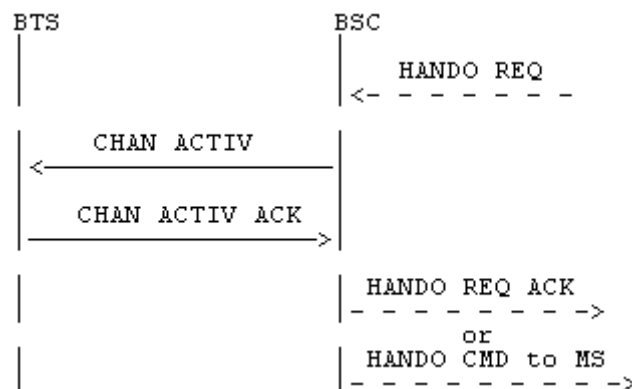 BTS BSC
HANDO REQ
CHAN ACTIV
CHAN ACTIV ACK
HANDO REQ ACK
or
HANDO CMD to MS